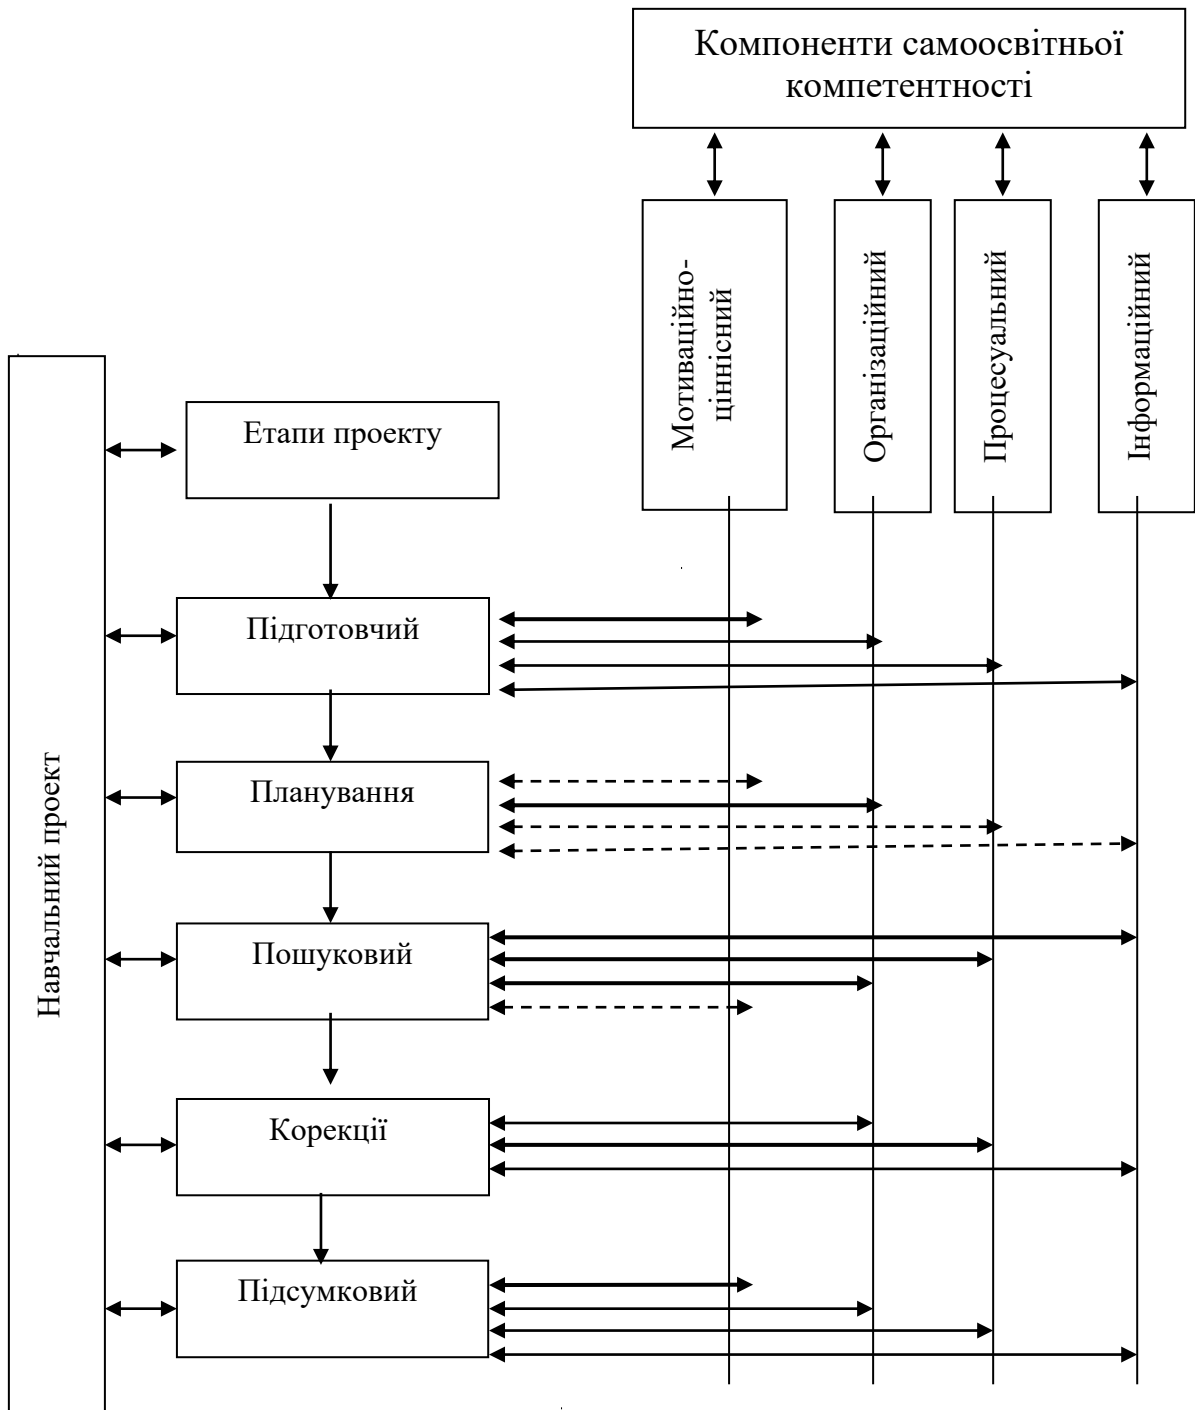 Компоненти самоосвітньої
компетентності
Мотиваційно-
ціннісний
Організаційний
Процесуальний
Інформаційний
Навчальний проект
Етапи проекту
Підготовчий
Планування
Пошуковий
Корекції
Підсумковий